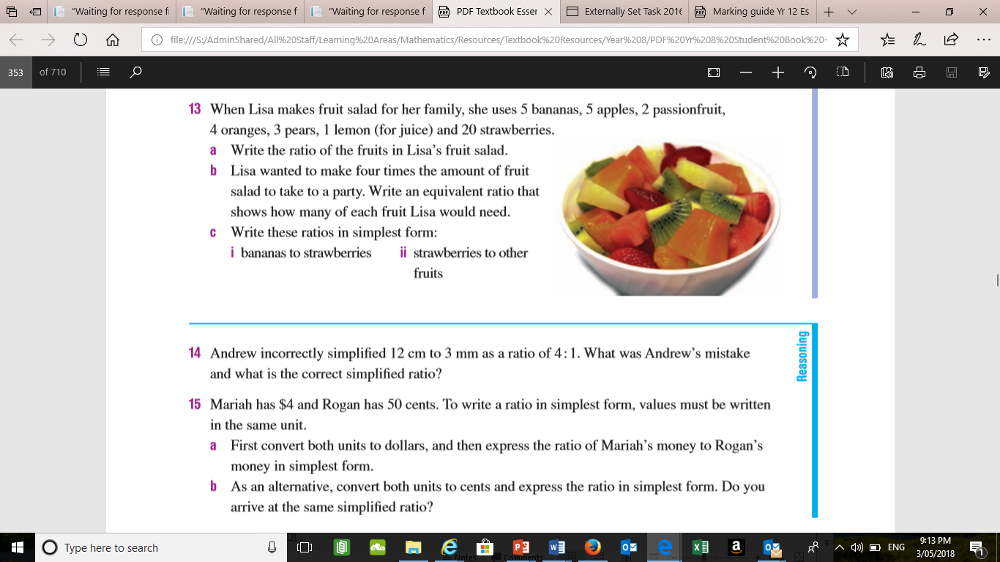 "Waiting for response fi
"Waiting for response f
"Waiting for response f
PDF Textbook Esser
Externally Set Task 2016
Marking guide Yr 12 Es
file:///S:/AdminShared/All%20Staff/Learning%20Areas/Mathematics/Resources/Textbook%20Resources/Year%208/PDF%20Yr%208%20Student%20Book%20-
353 of 710
13 When Lisa makes fruit salad for her family, she uses 5 bananas, 5 apples, 2 passionfruit,
4 oranges, 3 pears, 1 lemon (for juice) and 20 strawberries.
a Write the ratio of the fruits in Lisa's fruit salad.
b Lisa wanted to make four times the amount of fruit
salad to take to a party. Write an equivalent ratio that
shows how many of each fruit Lisa would need.
c Write these ratios in simplest form:
i bananas to strawberries ii strawberries to other
fruits
Reasoning
14 Andrew incorrectly simplified 12 cm to 3 mm as a ratio of 4:1. What was Andrew's mistake
and what is the correct simplified ratio?
15 Mariah has $4 and Rogan has 50 cents. To write a ratio in simplest form, values must be written
in the same unit.
a First convert both units to dollars, and then express the ratio of Mariah's money to Rogan's
money in simplest form.
b As an alternative, convert both units to cents and express the ratio in simplest form. Do you
arrive at the same simplified ratio?
Type here to search
Notes
Comments
ENG
9:13 PM
3/05/2018
1